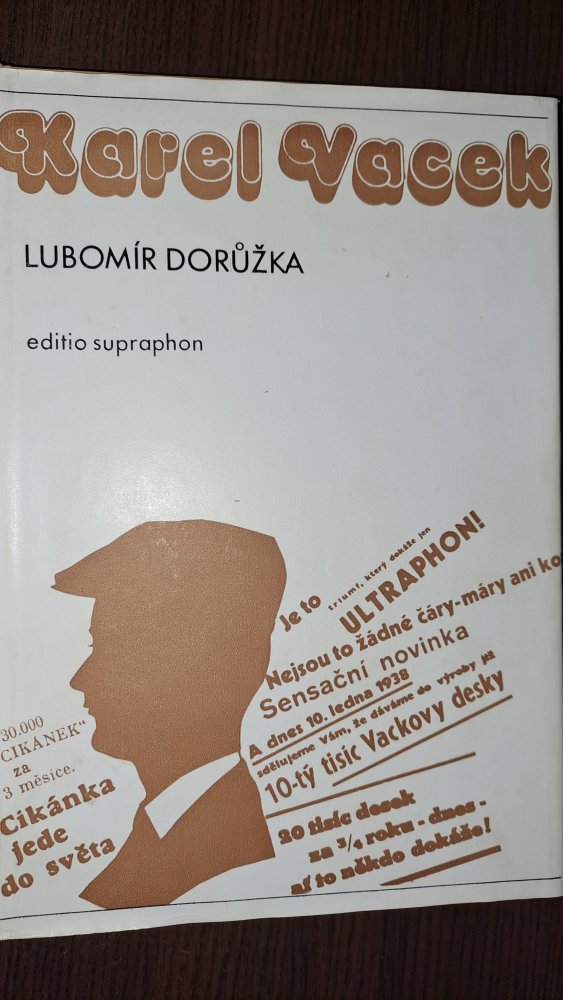 Karel Vacek
LUBOMÍR DORŮŽKA
editio supraphon
Je to
triumf, který dokáže jen
ULTRAPHON!
Nejsou to žádné čáry-máry ani ko
Sensační novinka
A dnes 10. ledna 1938
sdělujeme Vám, že dáváme do výroby již
10-tý tisíc Vackovy desky
20 tisíc desek
za 3/4 roku - dnes -
ať to někdo dokáže!
30.000
CIKÁNEK"
za
3 měsíce.
Cikánka
jede
do světa